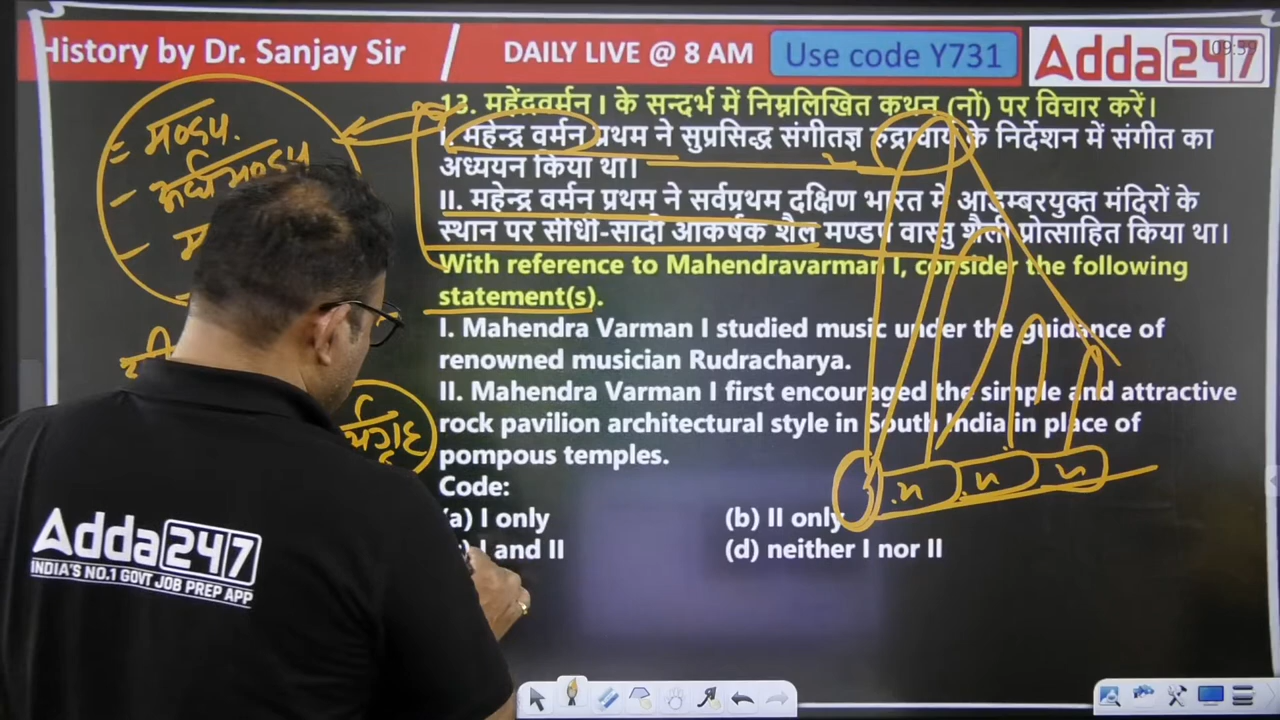 History by Dr. Sanjay Sir
DAILY LIVE @ 8 AM
Use code Y731
Adda247
09:59
13. महेंद्रवर्मन I के सन्दर्भ में निम्नलिखित कथन (नों) पर विचार करें।
I. महेन्द्र वर्मन प्रथम ने सुप्रसिद्ध संगीतज्ञ रुद्राचार्य के निर्देशन में संगीत का
अध्ययन किया था।
II. महेन्द्र वर्मन प्रथम ने सर्वप्रथम दक्षिण भारत में आडम्बरयुक्त मंदिरों के
स्थान पर सीधी-सादी आकर्षक शैल मण्डप वास्तु शैली प्रोत्साहित किया था।
With reference to Mahendravarman I, consider the following
statement(s).
I. Mahendra Varman I studied music under the guidance of
renowned musician Rudracharya.
II. Mahendra Varman I first encouraged the simple and attractive
rock pavilion architectural style in South India in place of
pompous temples.
Code:
(a) I only
(b) II only
I and II
(d) neither I nor II
= मण्डप
Adda247
INDIA'S NO.1 GOVT JOB PREP APP